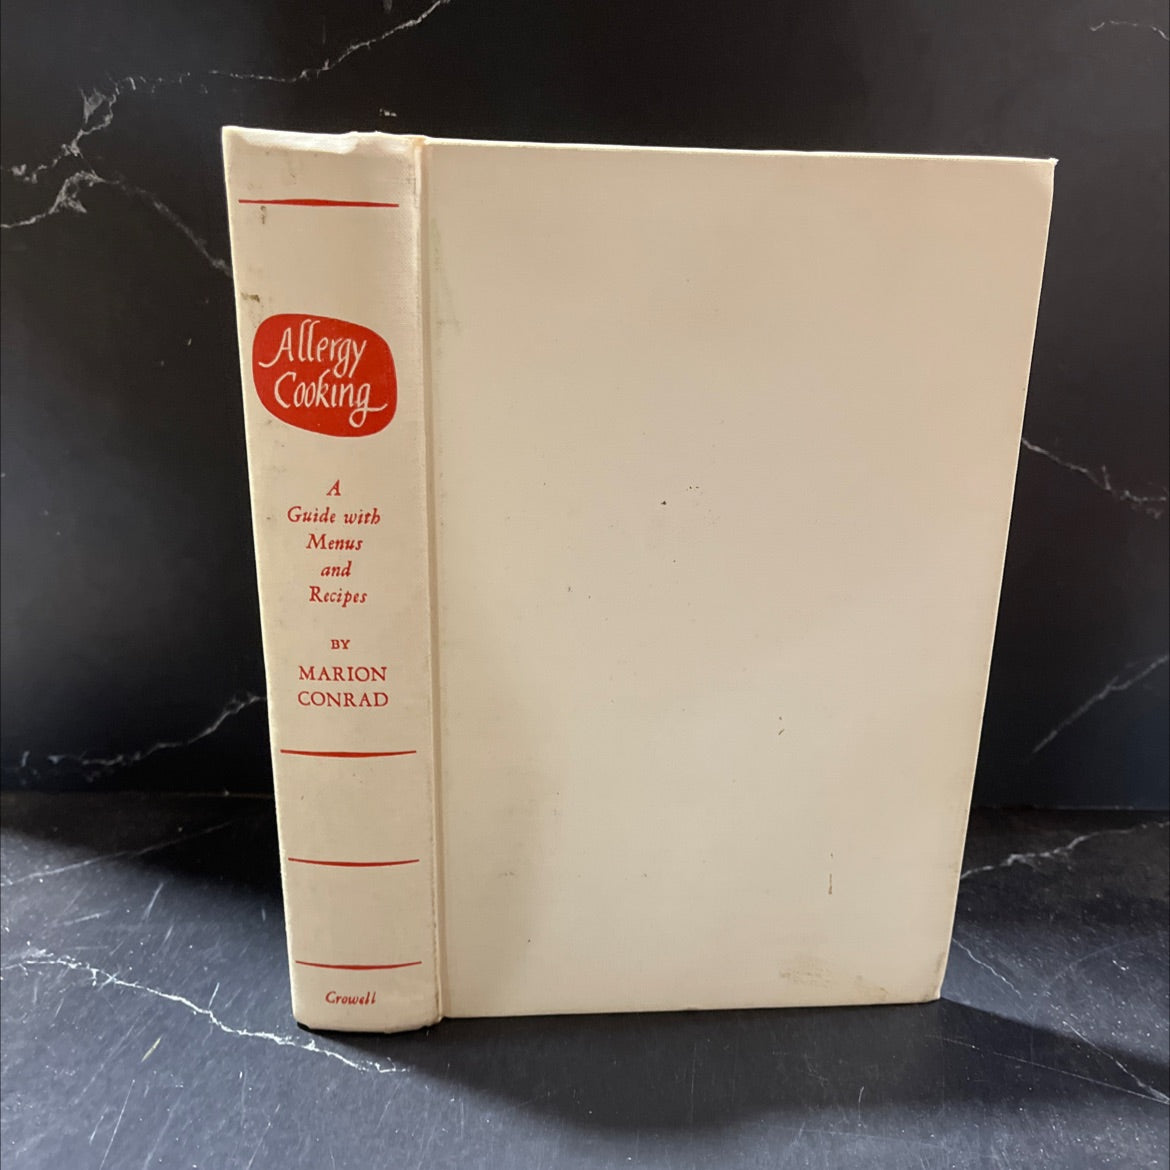 Allergy
Cooking
A
Guide with
Menus
and
Recipes
BY
MARION
CONRAD
Crowell